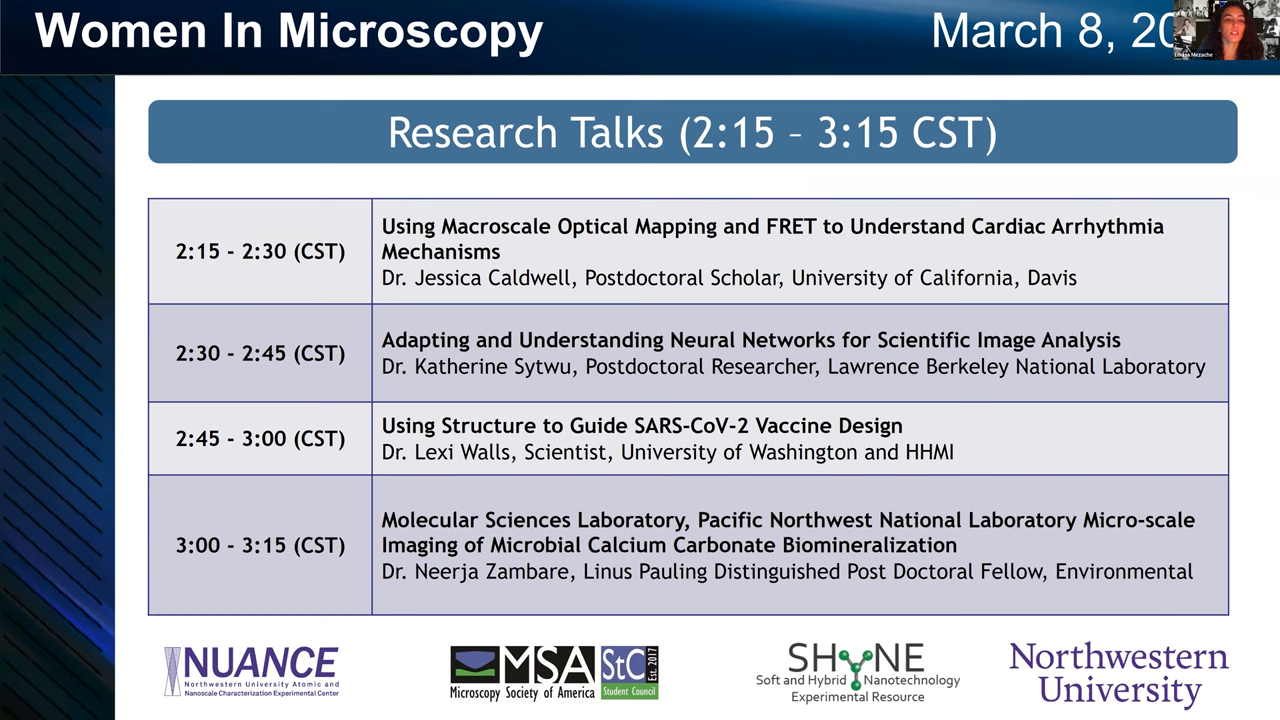 Women In Microscopy
March 8, 20
Louisa Mezache
Research Talks (2:15 – 3:15 CST)
2:15 - 2:30 (CST)
Using Macroscale Optical Mapping and FRET to Understand Cardiac Arrhythmia
Mechanisms
Dr. Jessica Caldwell, Postdoctoral Scholar, University of California, Davis
2:30 - 2:45 (CST)
Adapting and Understanding Neural Networks for Scientific Image Analysis
Dr. Katherine Sytwu, Postdoctoral Researcher, Lawrence Berkeley National Laboratory
2:45 - 3:00 (CST)
Using Structure to Guide SARS-CoV-2 Vaccine Design
Dr. Lexi Walls, Scientist, University of Washington and HHMI
3:00 - 3:15 (CST)
Molecular Sciences Laboratory, Pacific Northwest National Laboratory Micro-scale
Imaging of Microbial Calcium Carbonate Biomineralization
Dr. Neerja Zambare, Linus Pauling Distinguished Post Doctoral Fellow, Environmental
NUANCE
Northwestern University Atomic and
Nanoscale Characterization Experimental Center
MSA StC Est. 2017
Microscopy Society of America Student Council
SHyNE
Soft and Hybrid Nanotechnology
Experimental Resource
Northwestern
University